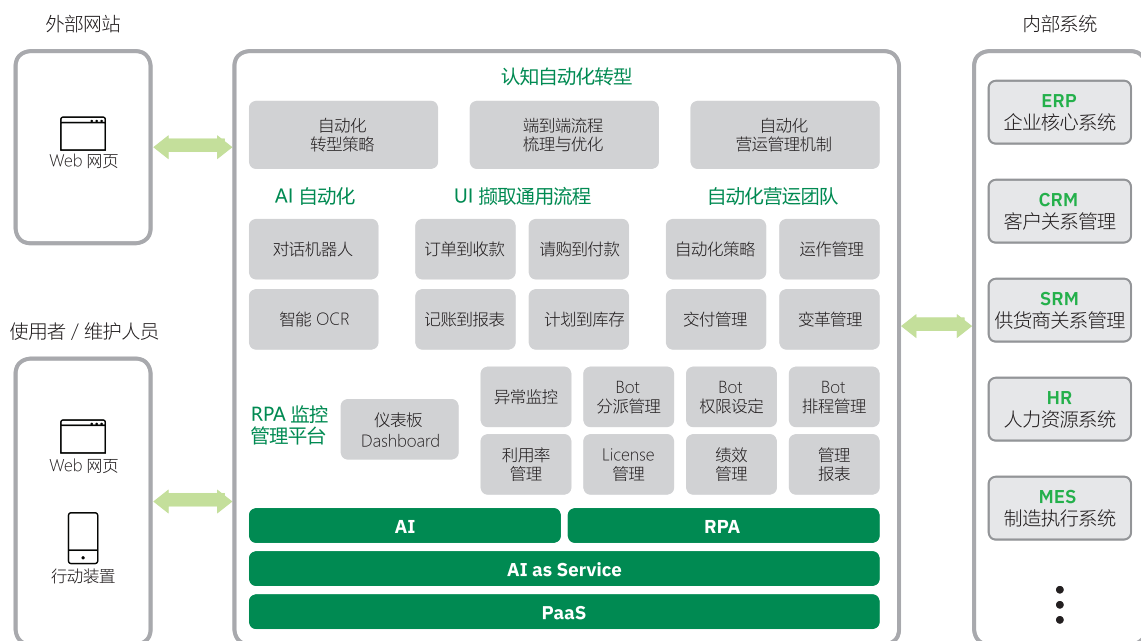 外部网站
Web 网页
使用者 / 维护人员
Web 网页
行动装置
认知自动化转型
自动化
转型策略
端到端流程
梳理与优化
自动化
营运管理机制
AI 自动化
对话机器人
智能 OCR
UI 撷取通用流程
订单到收款
请购到付款
记账到报表
计划到库存
自动化营运团队
自动化策略
运作管理
交付管理
变革管理
RPA 监控
管理平台
仪表板
Dashboard
异常监控
Bot
分派管理
Bot
权限设定
Bot
排程管理
利用率
管理
License
管理
绩效
管理
管理
报表
AI
RPA
AI as Service
PaaS
内部系统
ERP
企业核心系统
CRM
客户关系管理
SRM
供货商关系管理
HR
人力资源系统
MES
制造执行系统